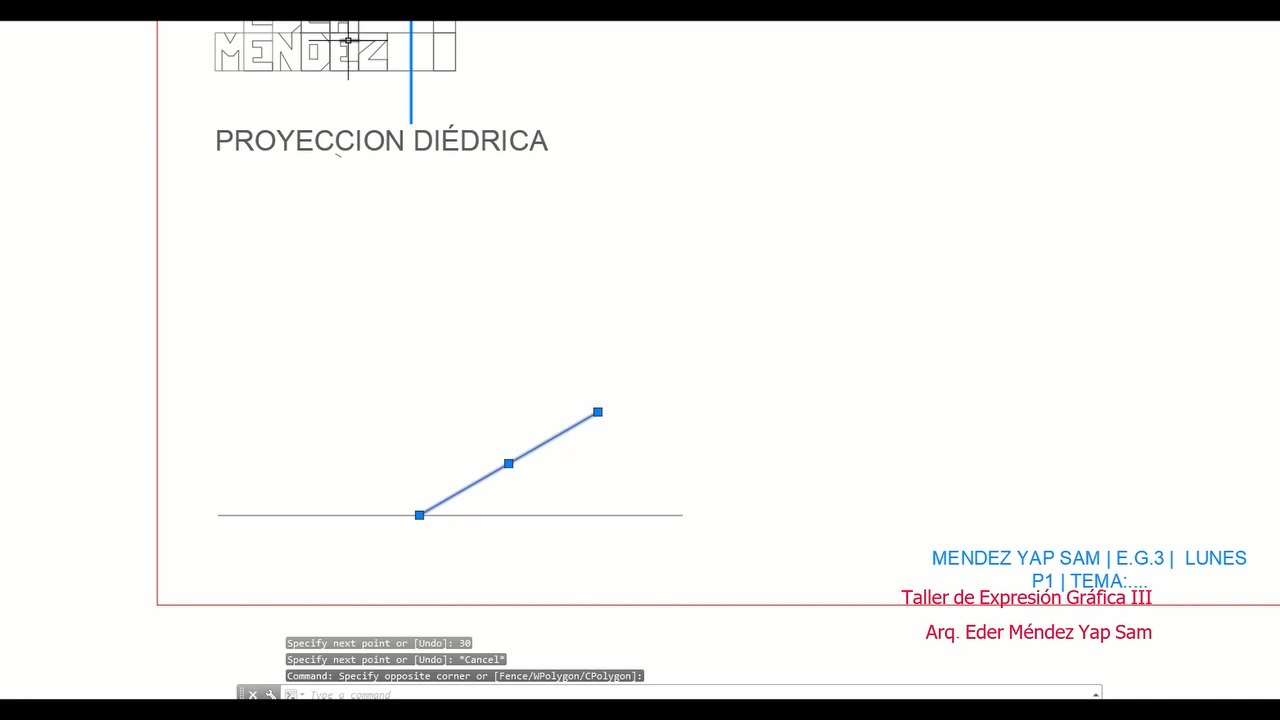 MENDEZ
PROYECCION DIÉDRICA
MENDEZ YAP SAM | E.G.3 | LUNES
P1 | TEMA:....
Taller de Expresión Gráfica III
Arq. Eder Méndez Yap Sam
Specify next point or [Undo]: 30
Specify next point or [Undo]: *Cancel*
Command: Specify opposite corner or [Fence/WPolygon/CPolygon]:
Type a command